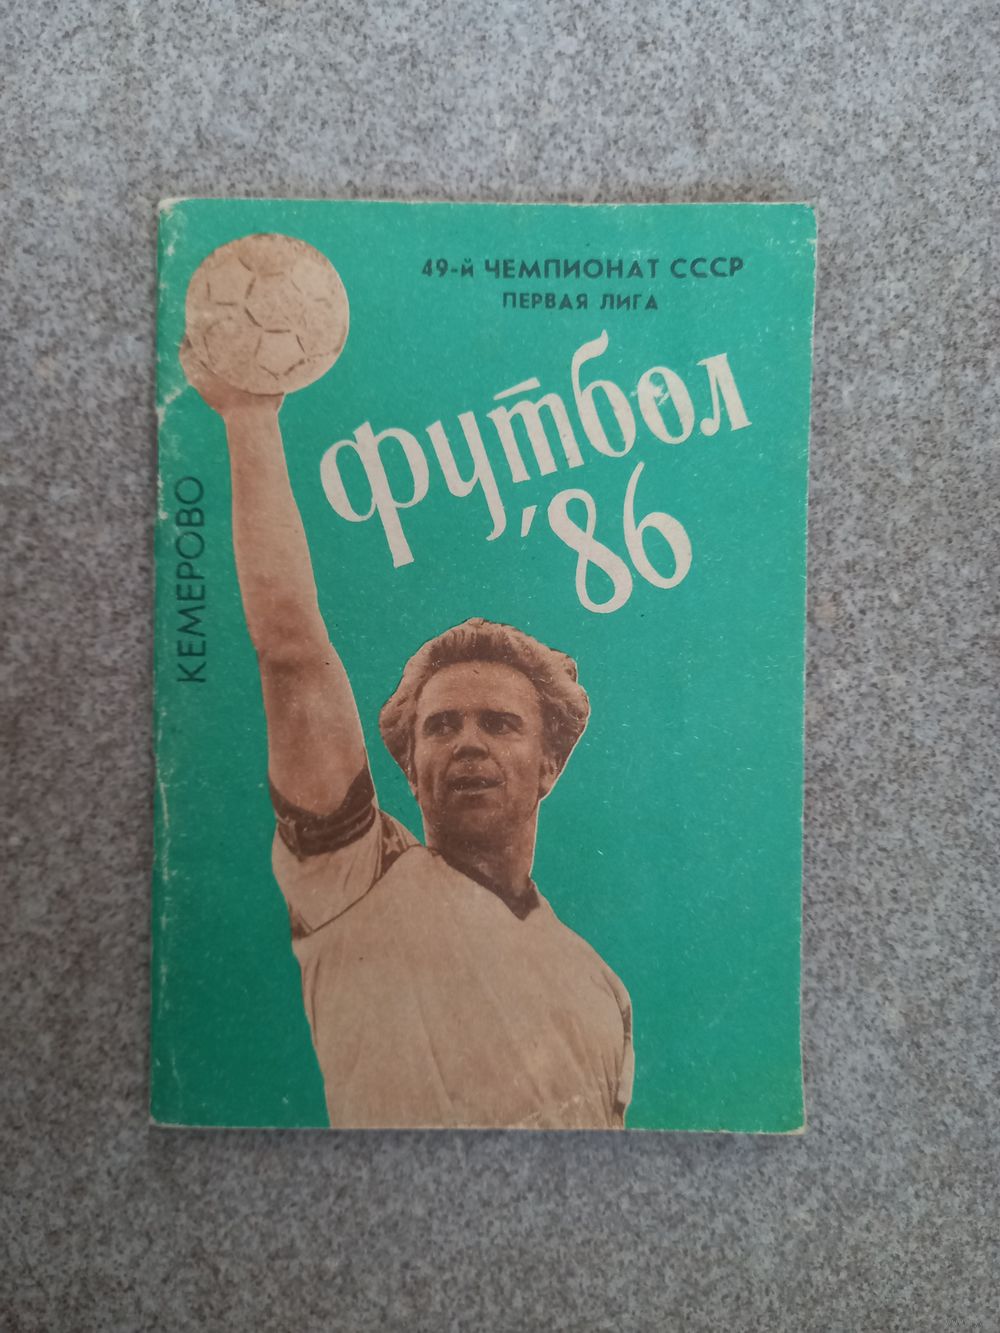 49-й ЧЕМПИОНАТ СССР
ПЕРВАЯ ЛИГА
футбол
'86
КЕМЕРОВО